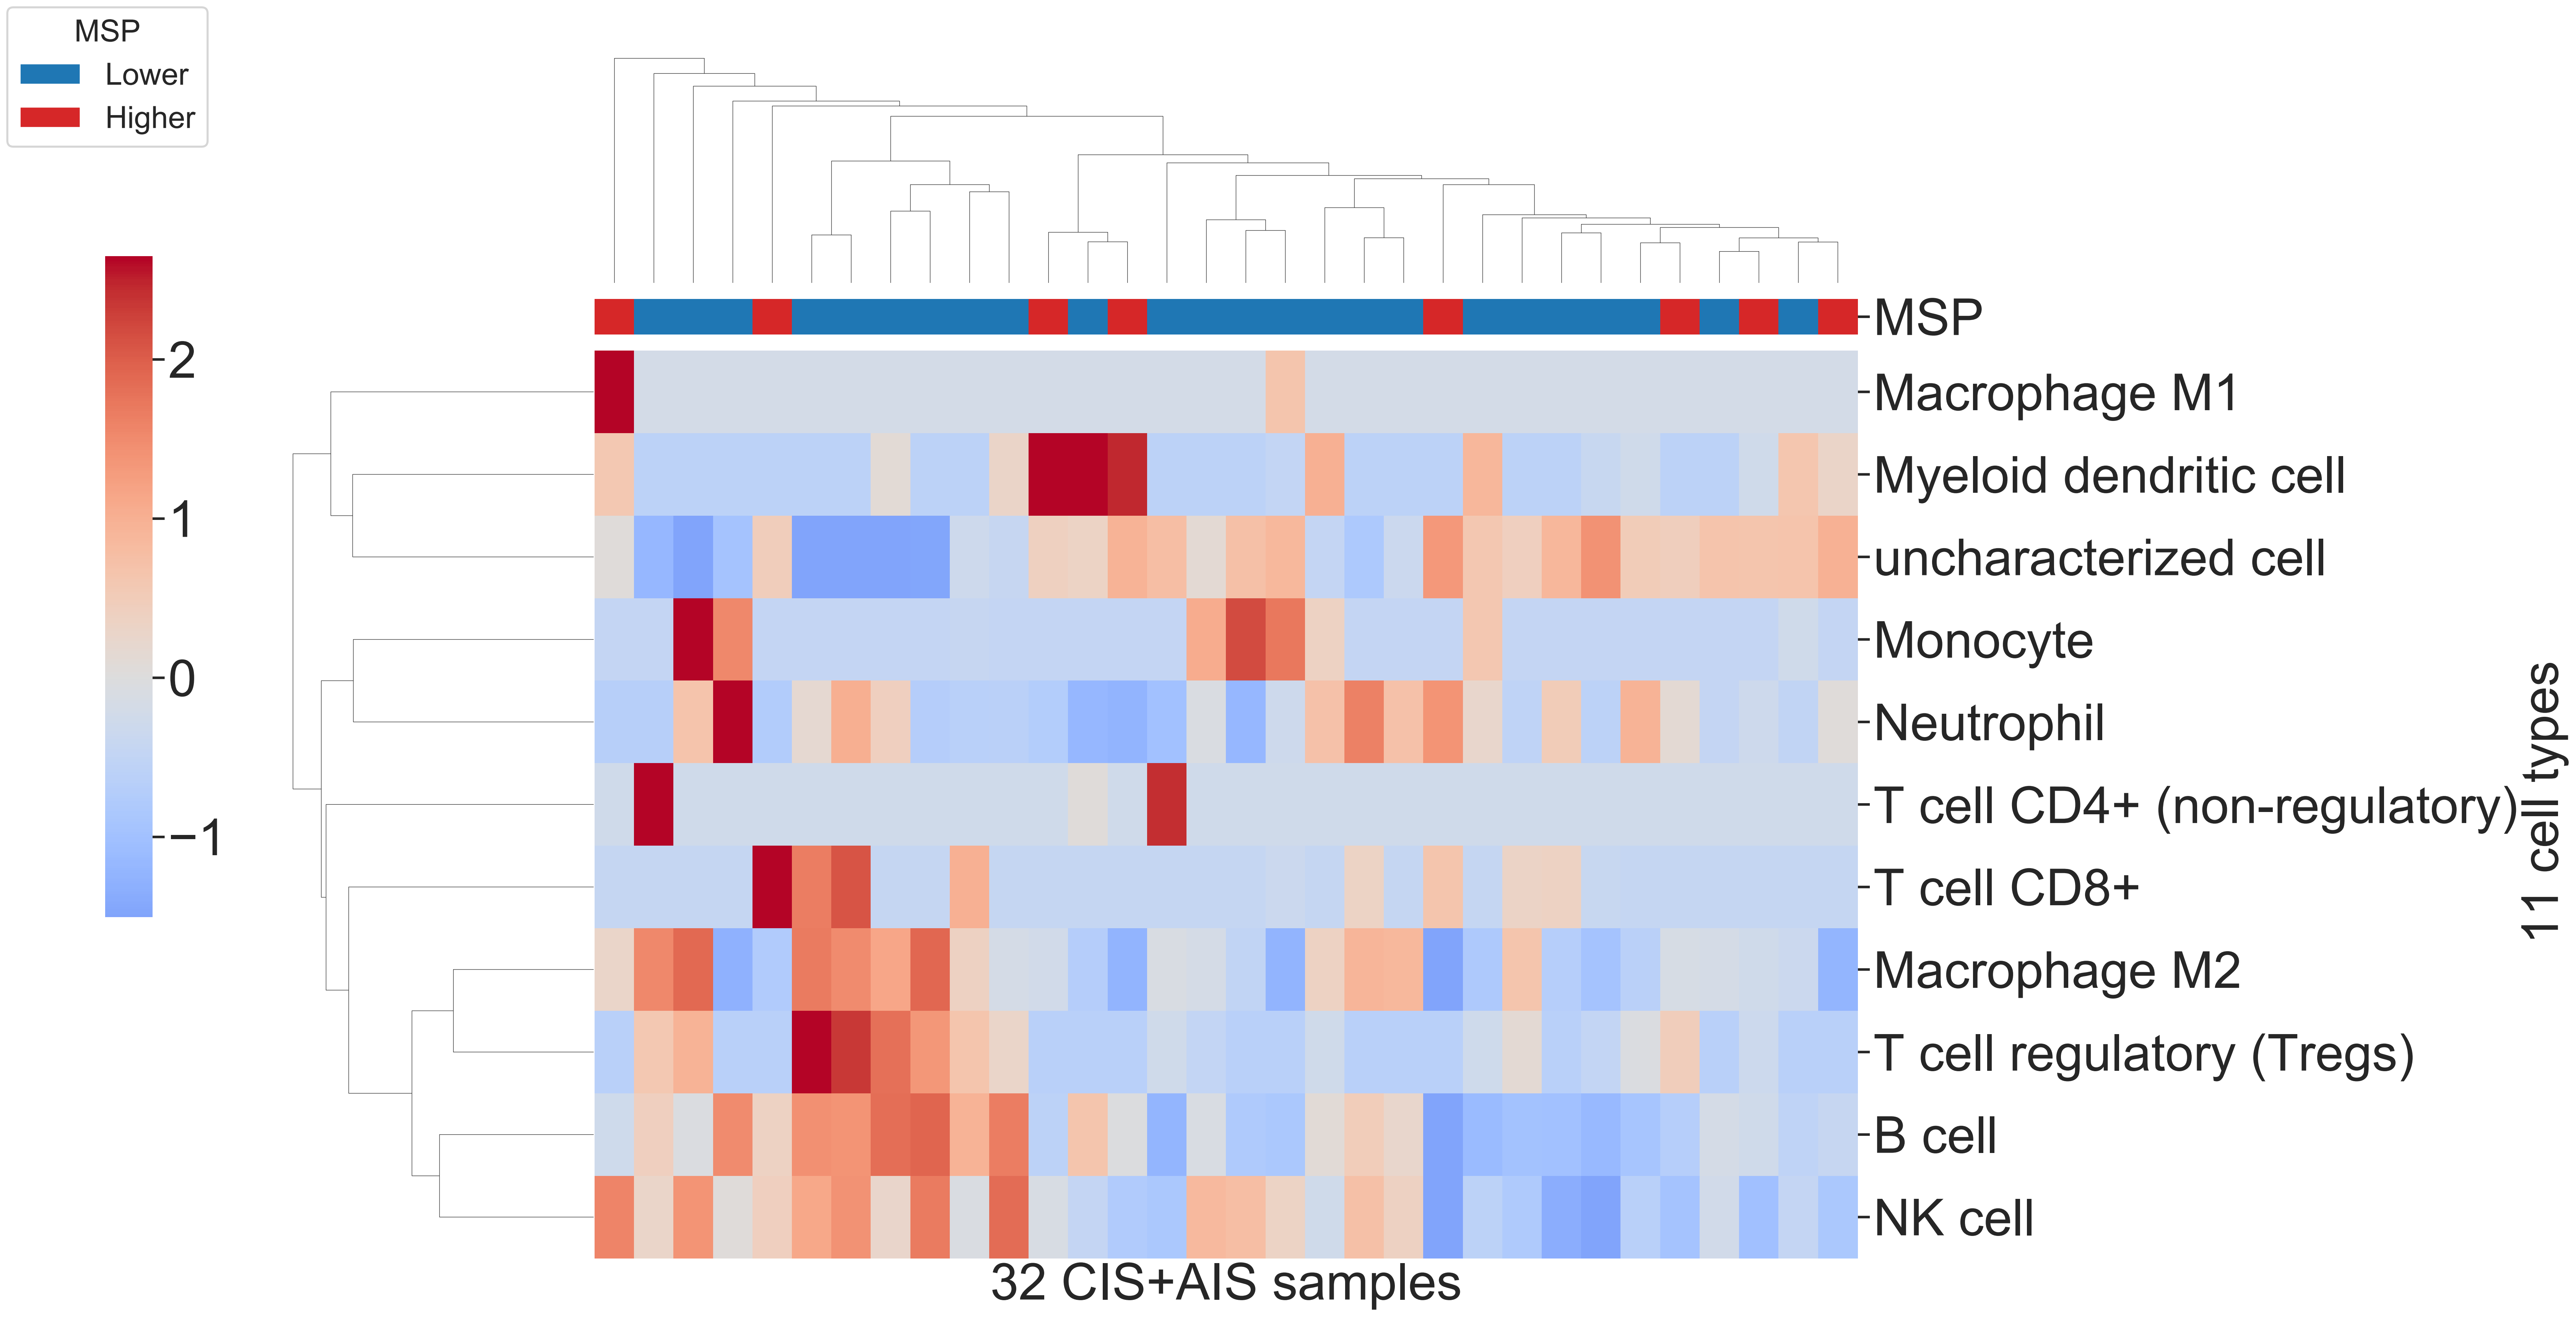 MSP
Lower
Higher
2
1
0
−1
MSP
Macrophage M1
Myeloid dendritic cell
uncharacterized cell
Monocyte
Neutrophil
T cell CD4+ (non-regulatory)
T cell CD8+
Macrophage M2
T cell regulatory (Tregs)
B cell
NK cell
11 cell types
32 CIS+AIS samples